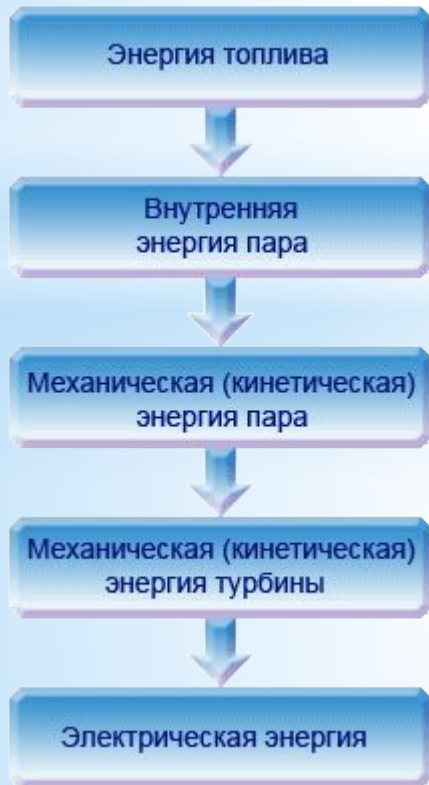 Энергия топлива
Внутренняя
энергия пара
Механическая (кинетическая)
энергия пара
Механическая (кинетическая)
энергия турбины
Электрическая энергия